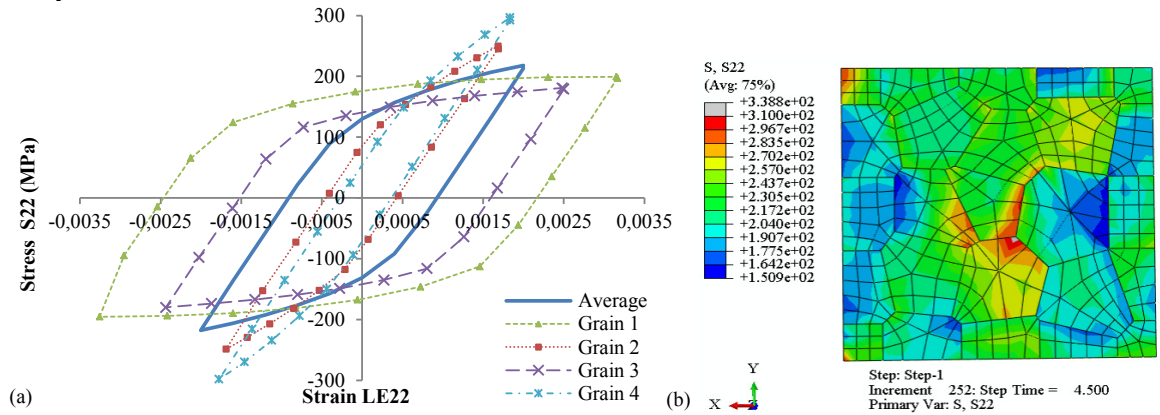 300
200
100
0
-100
-200
-300
-0,0035 -0,0025 -0,0015 -0,0005 0,0005 0,0015 0,0025 0,0035
Stress S22 (MPa)
Strain LE22
Average
Grain 1
Grain 2
Grain 3
Grain 4
(a)
S, S22
(Avg: 75%)
+3.388e+02
+3.100e+02
+2.967e+02
+2.835e+02
+2.702e+02
+2.570e+02
+2.437e+02
+2.305e+02
+2.172e+02
+2.040e+02
+1.907e+02
+1.775e+02
+1.642e+02
+1.509e+02
Y
X
Z
(b)
Step: Step-1
Increment 252: Step Time = 4.500
Primary Var: S, S22